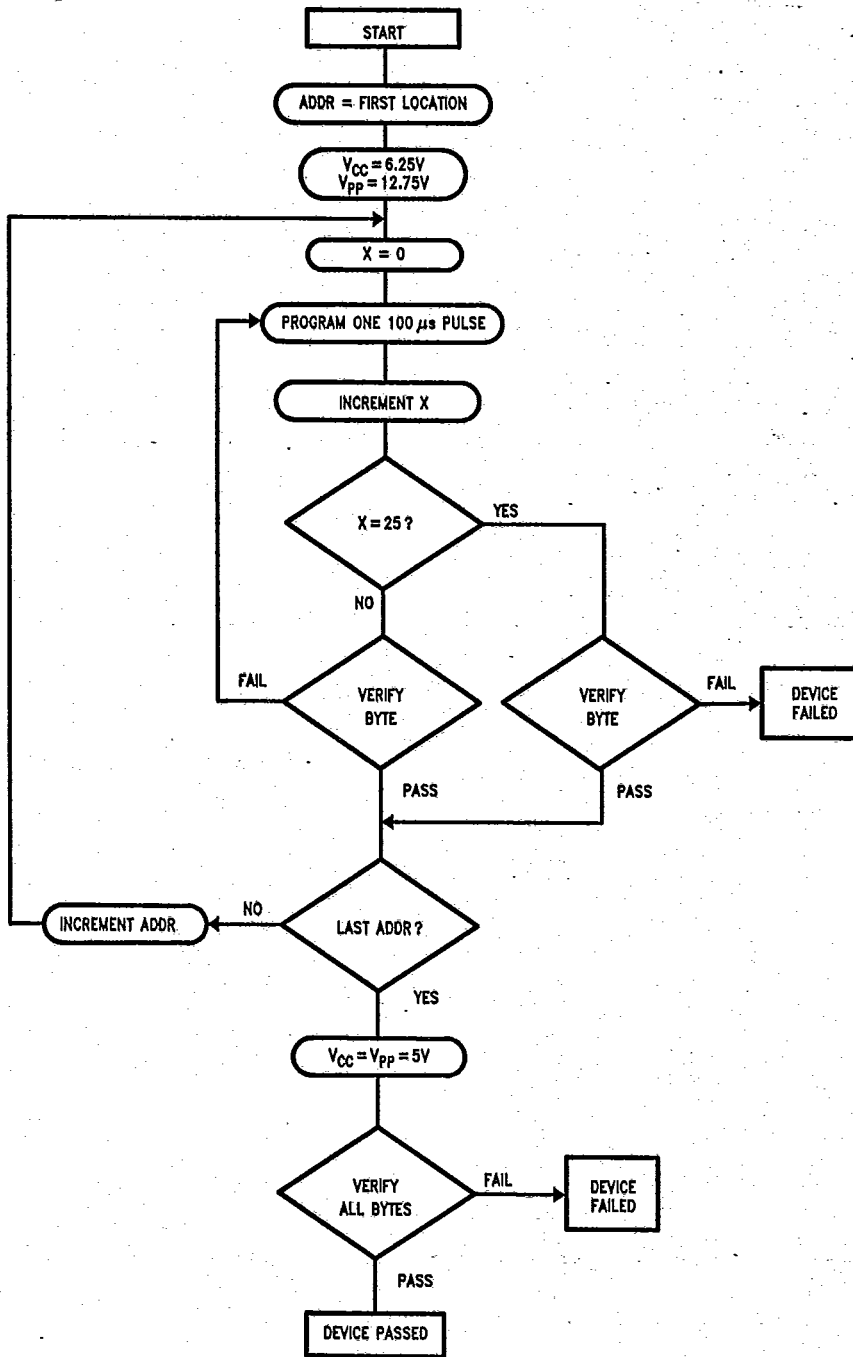 START
ADDR = FIRST LOCATION
VCC = 6.25V
VPP = 12.75V
X = 0
PROGRAM ONE 100 μs PULSE
INCREMENT X
X = 25 ?
YES
NO
FAIL
VERIFY
BYTE
VERIFY
BYTE
FAIL
DEVICE
FAILED
PASS
PASS
INCREMENT ADDR
NO
LAST ADDR ?
YES
VCC = VPP = 5V
VERIFY
ALL BYTES
FAIL
DEVICE
FAILED
PASS
DEVICE PASSED